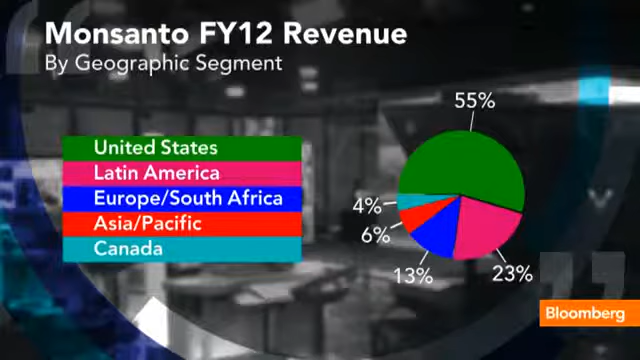 Monsanto FY12 Revenue
By Geographic Segment
55%
United States
Latin America
Europe/South Africa
Asia/Pacific
Canada
4%
6%
13%
23%
Bloomberg